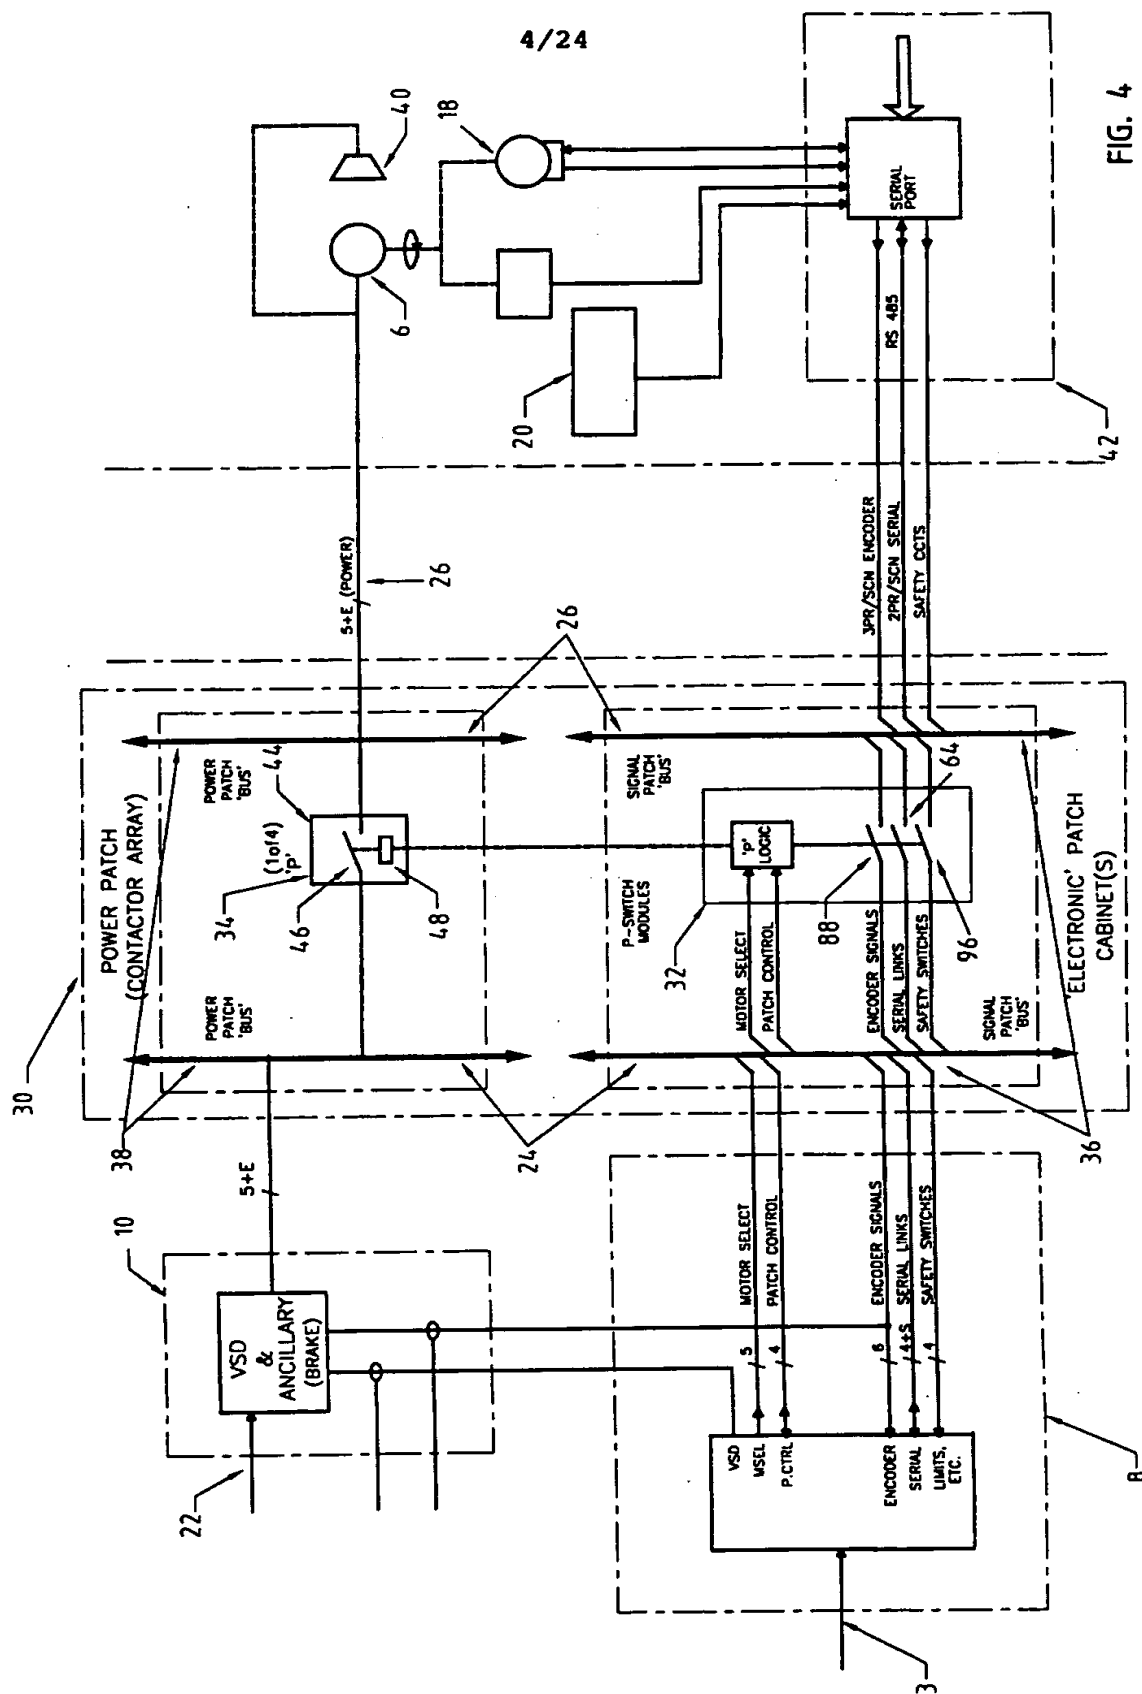 4/24
FIG. 4
30
POWER PATCH
(CONTACTOR ARRAY)
38
POWER
PATCH
'BUS'
POWER
PATCH
'BUS'
34
(1of4)
'P'
44
46
48
24
26
5+E (POWER)
26
6
40
18
20
SERIAL
PORT
RS 485
42
3PR/SCN ENCODER
2PR/SCN SERIAL
SAFETY CCTS
SIGNAL
PATCH
'BUS'
P-SWITCH
MODULES
32
'P'
LOGIC
64
88
96
MOTOR SELECT
PATCH CONTROL
ENCODER SIGNALS
SERIAL LINKS
SAFETY SWITCHES
SIGNAL
PATCH
'BUS'
'ELECTRONIC' PATCH
CABINET(S)
36
10
5+E
VSD
&
ANCILLARY
(BRAKE)
22
MOTOR SELECT
PATCH CONTROL
ENCODER SIGNALS
SERIAL LINKS
SAFETY SWITCHES
5
4
6
4+S
4
VSD
MSEL
P.CTRL
ENCODER
SERIAL
LIMITS,
ETC.
3